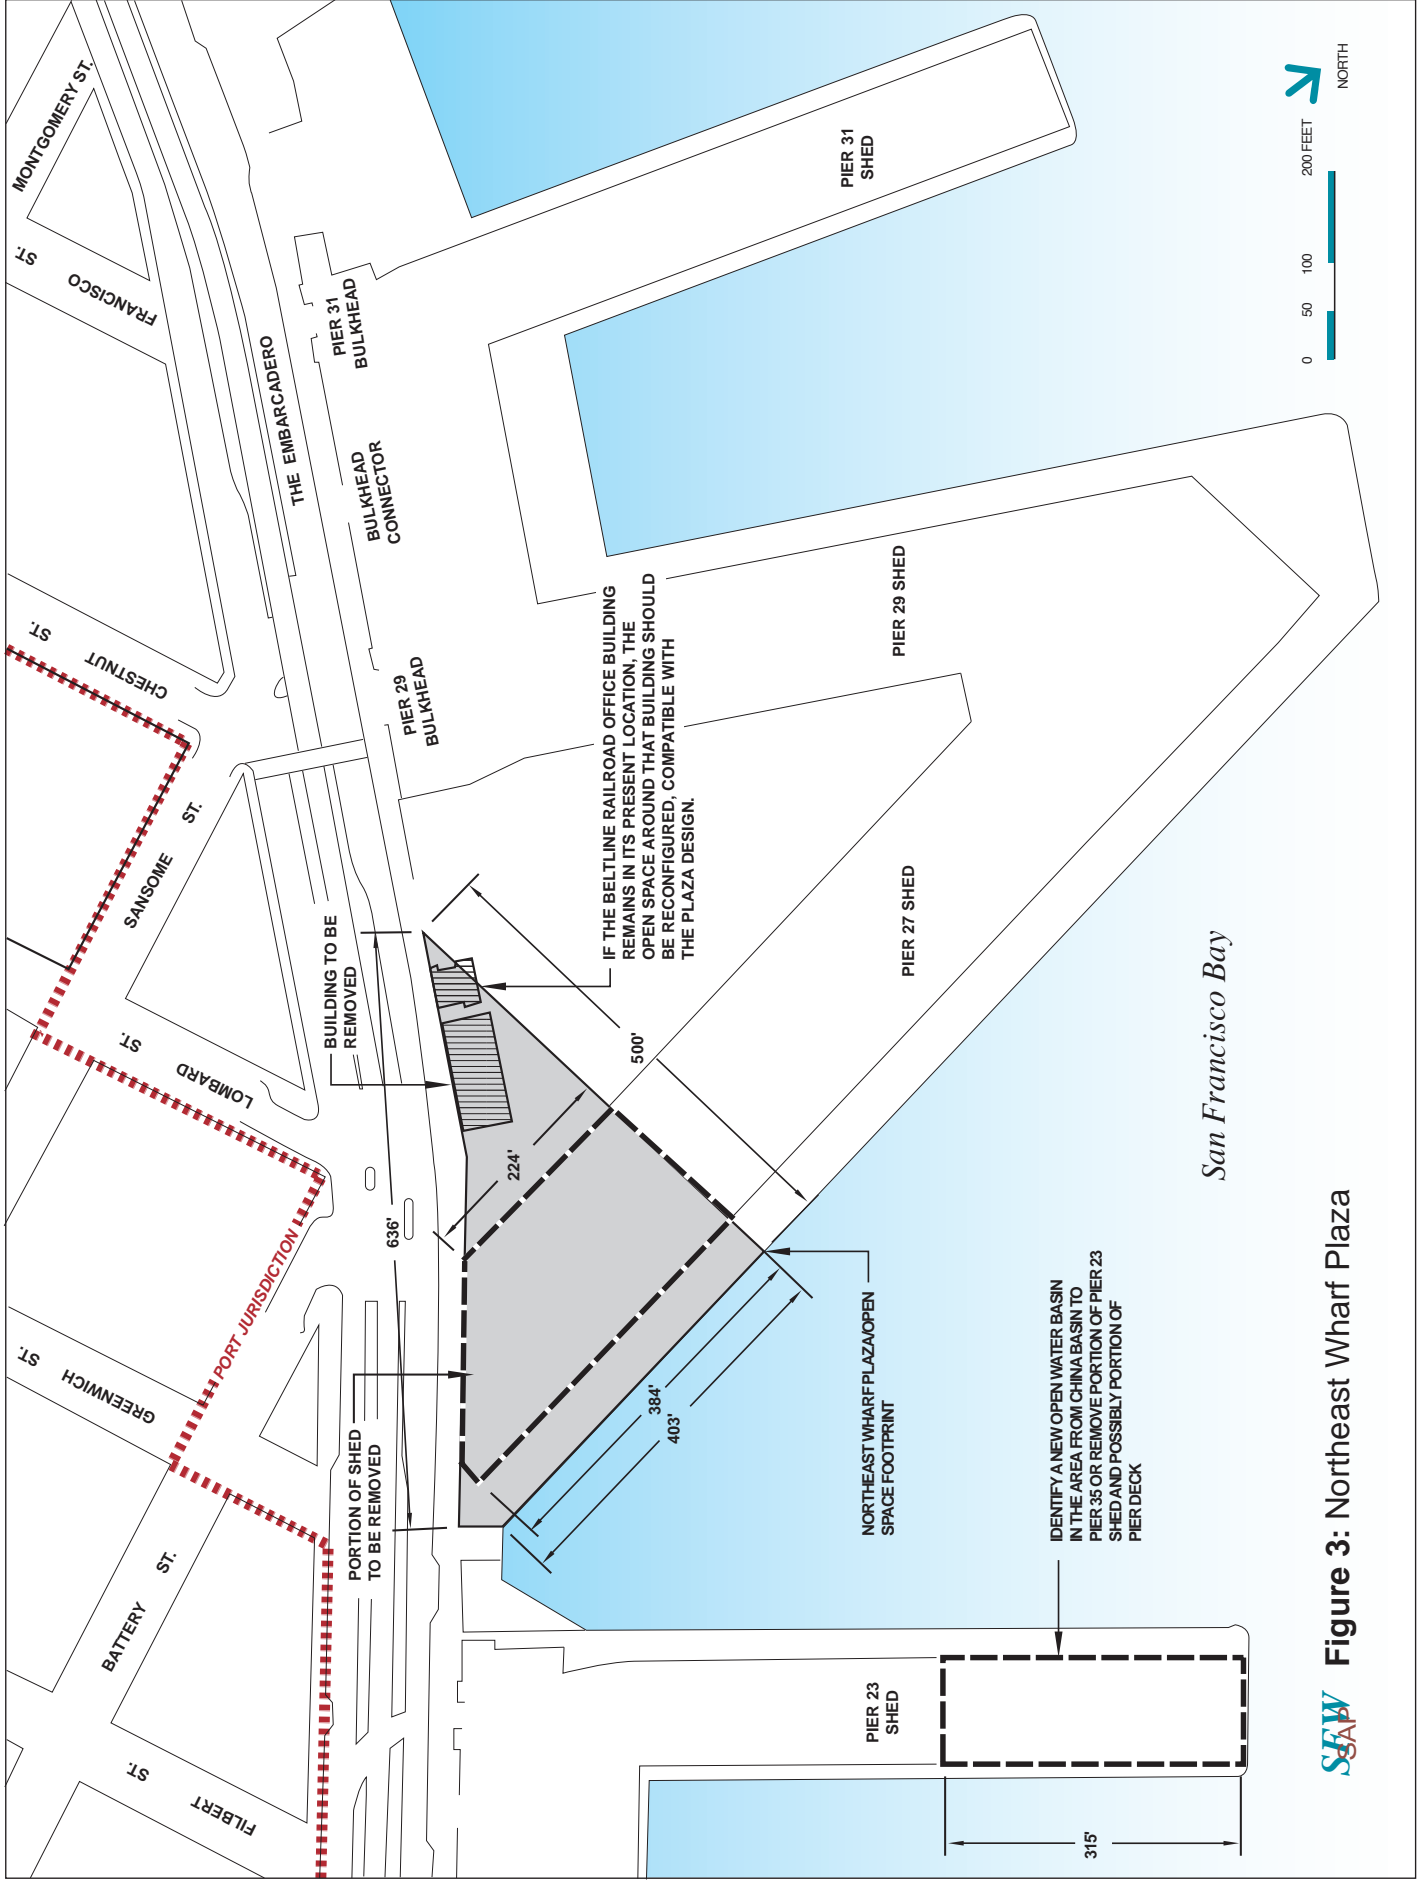 MONTGOMERY ST.
FRANCISCO
ST.
THE EMBARCADERO
PIER 31
BULKHEAD
BULKHEAD
CONNECTOR
PIER 29
BULKHEAD
PIER 31
SHED
NORTH
0 50 100 200 FEET
CHESTNUT
ST.
SANSOME ST.
LOMBARD
ST.
BUILDING TO BE
REMOVED
IF THE BELTLINE RAILROAD OFFICE BUILDING
REMAINS IN ITS PRESENT LOCATION, THE
OPEN SPACE AROUND THAT BUILDING SHOULD
BE RECONFIGURED, COMPATIBLE WITH
THE PLAZA DESIGN.
PIER 29 SHED
PIER 27 SHED
San Francisco Bay
500'
224'
636'
384'
403'
PORT JURISDICTION
GREENWICH
ST.
PORTION OF SHED
TO BE REMOVED
NORTHEAST WHARF PLAZA/OPEN
SPACE FOOTPRINT
IDENTIFY A NEW OPEN WATER BASIN
IN THE AREA FROM CHINA BASIN TO
PIER 35 OR REMOVE PORTION OF PIER 23
SHED AND POSSIBLY PORTION OF
PIER DECK
BATTERY ST.
FILBERT
ST.
PIER 23
SHED
315'
SFW
SAP
Figure 3: Northeast Wharf Plaza